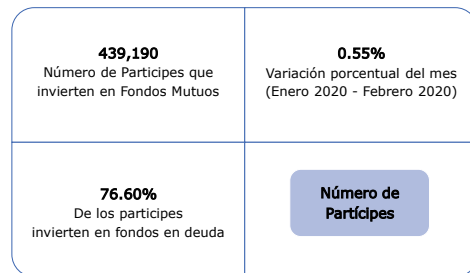 439,190
Número de Participes que
invierten en Fondos Mutuos
0.55%
Variación porcentual del mes
(Enero 2020 - Febrero 2020)
76.60%
De los participes
invierten en fondos en deuda
Número de
Partícipes